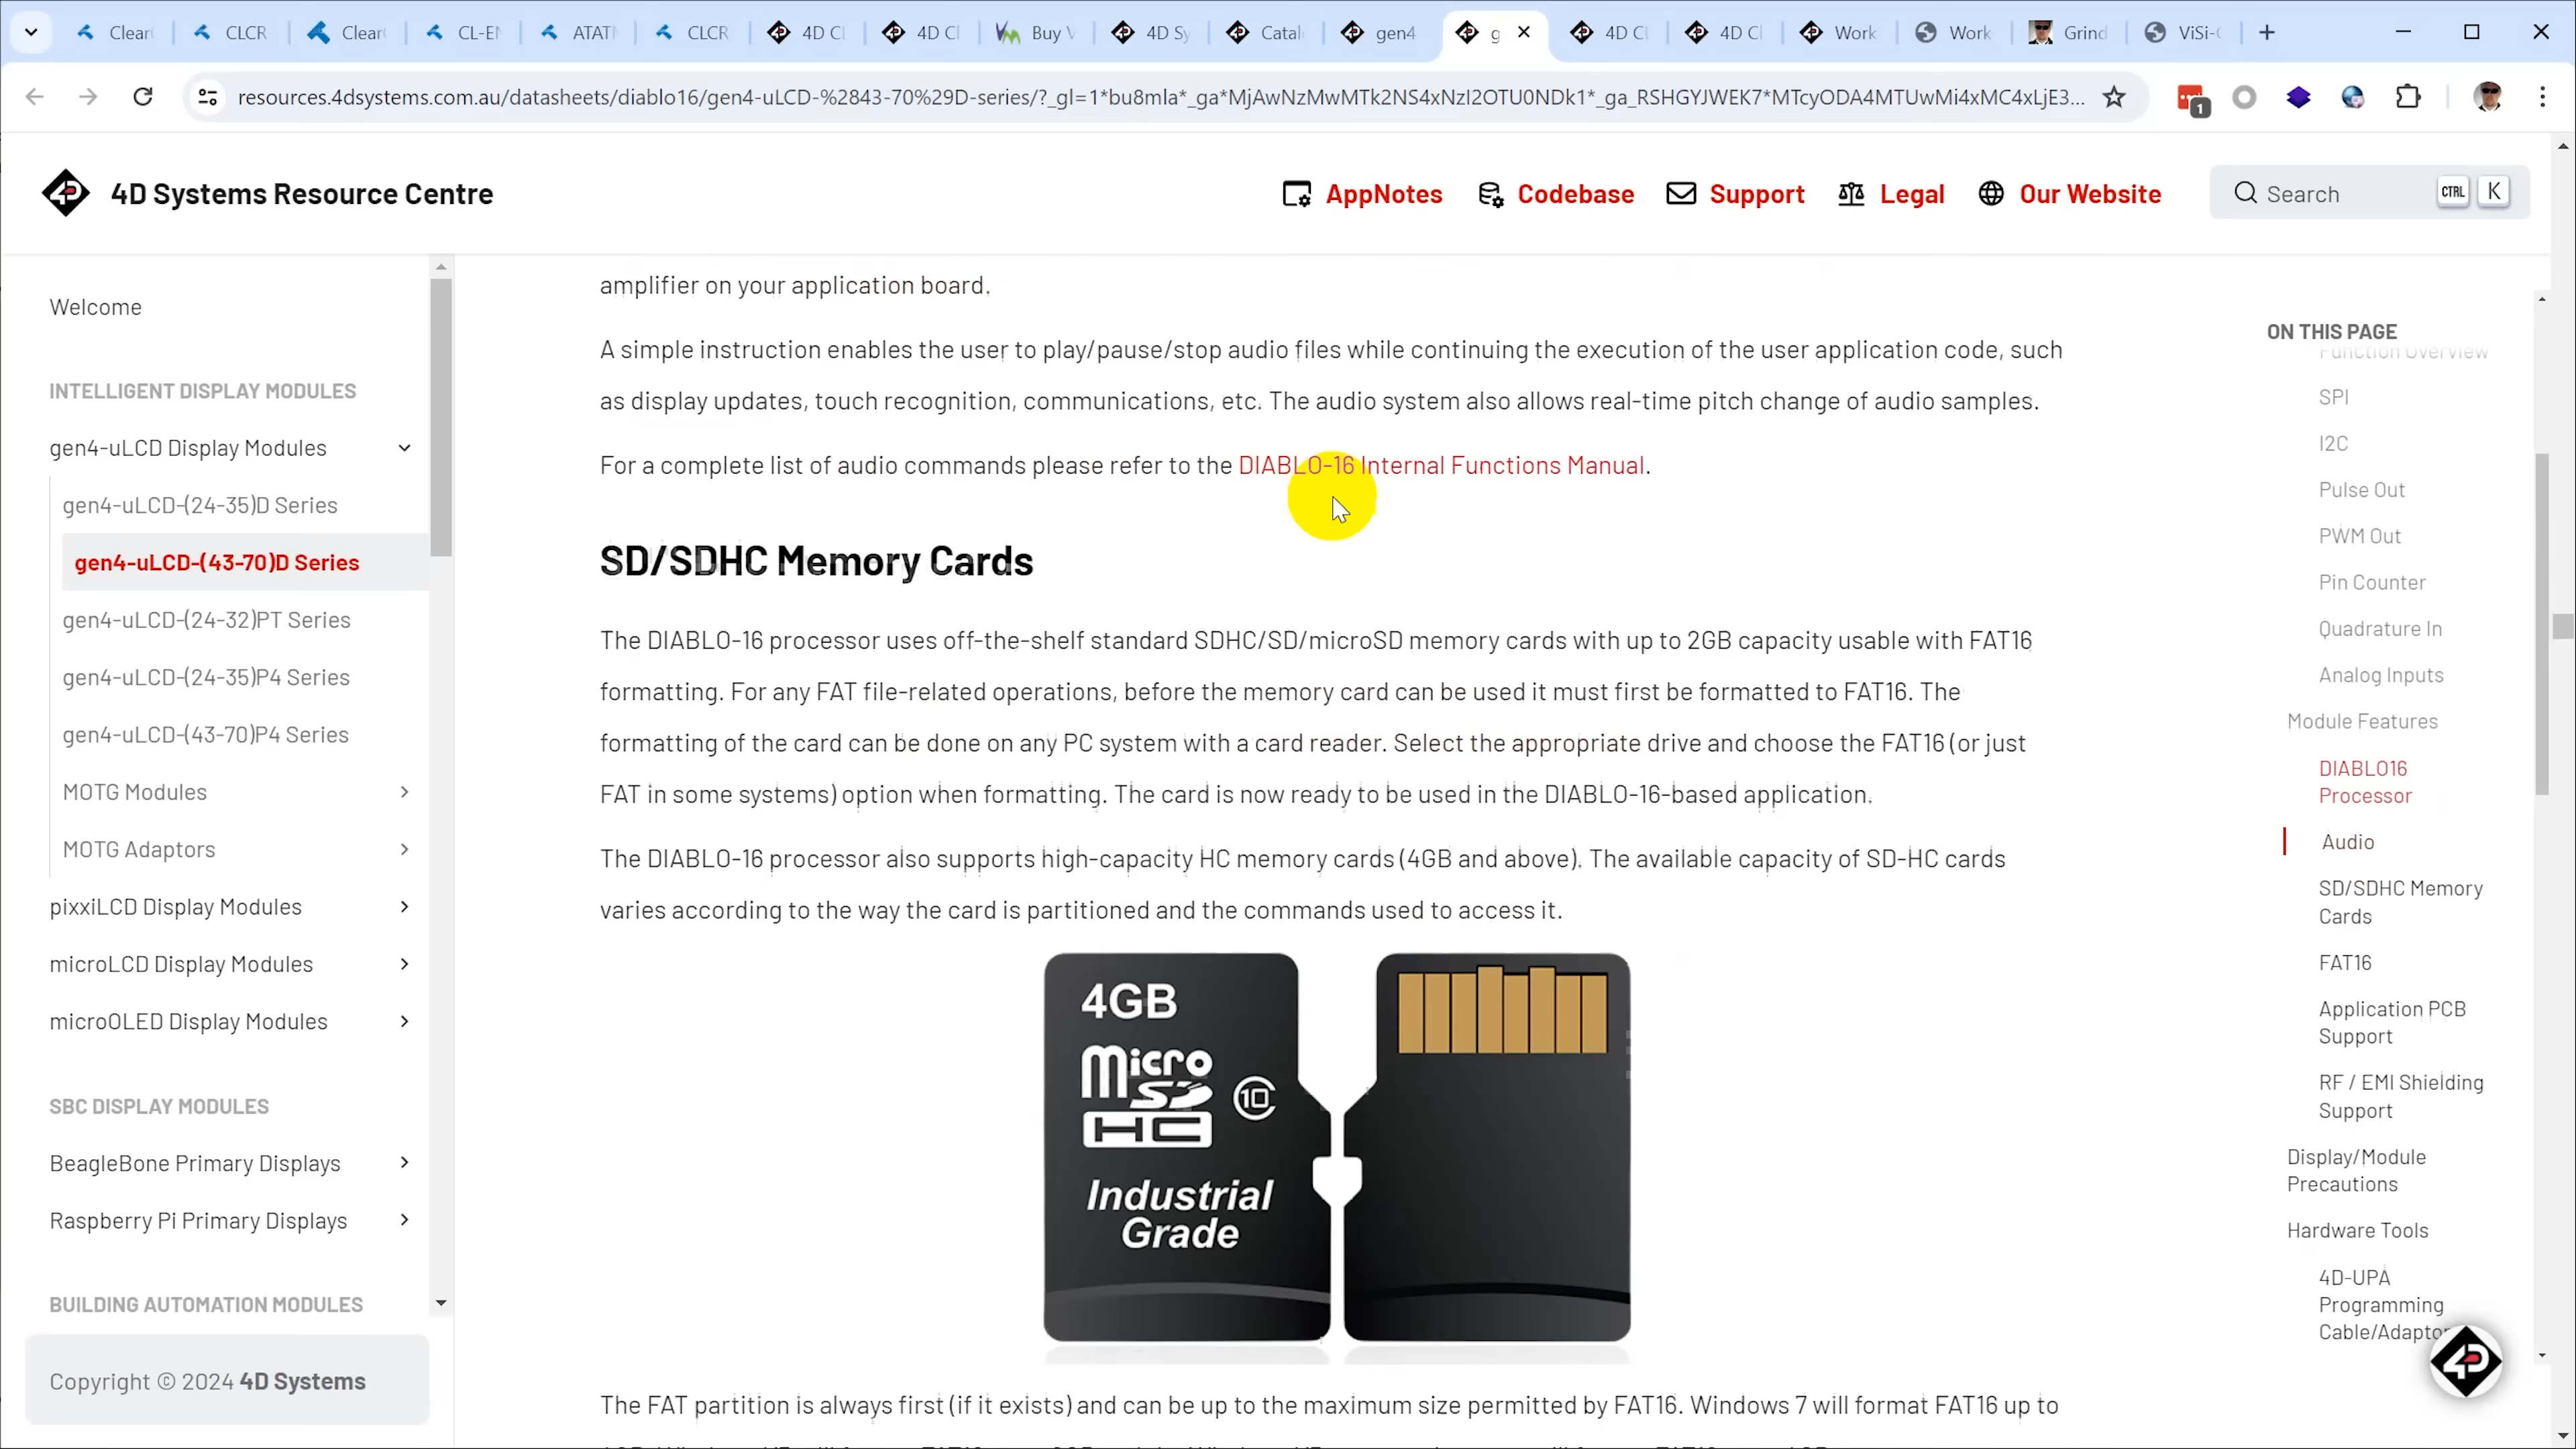 Clear
CLCR
Clear
CL-EN
ATATN
CLCR
4D Cl
4D Cl
Buy V
4D Sy
Catal
gen4
g
4D Cl
4D Cl
Work
Work
Grind
ViSi-G
resources.4dsystems.com.au/datasheets/diablo16/gen4-uLCD-%2843-70%29D-series/?_gl=1*bu8mla*_ga*MjAwNzMwMTk2NS4xNzI2OTU0NDk1*_ga_RSHGYJWEK7*MTcyODA4MTUwMi4xMC4xLjE3...
1
4D Systems Resource Centre
AppNotes
Codebase
Support
Legal
Our Website
Search
CTRL K
Welcome
INTELLIGENT DISPLAY MODULES
gen4-uLCD Display Modules
gen4-uLCD-(24-35)D Series
gen4-uLCD-(43-70)D Series
gen4-uLCD-(24-32)PT Series
gen4-uLCD-(24-35)P4 Series
gen4-uLCD-(43-70)P4 Series
MOTG Modules
MOTG Adaptors
pixxiLCD Display Modules
microLCD Display Modules
microOLED Display Modules
SBC DISPLAY MODULES
BeagleBone Primary Displays
Raspberry Pi Primary Displays
BUILDING AUTOMATION MODULES
Copyright © 2024 4D Systems
amplifier on your application board.
A simple instruction enables the user to play/pause/stop audio files while continuing the execution of the user application code, such
as display updates, touch recognition, communications, etc. The audio system also allows real-time pitch change of audio samples.
For a complete list of audio commands please refer to the DIABLO-16 Internal Functions Manual.
SD/SDHC Memory Cards
The DIABLO-16 processor uses off-the-shelf standard SDHC/SD/microSD memory cards with up to 2GB capacity usable with FAT16
formatting. For any FAT file-related operations, before the memory card can be used it must first be formatted to FAT16. The
formatting of the card can be done on any PC system with a card reader. Select the appropriate drive and choose the FAT16 (or just
FAT in some systems) option when formatting. The card is now ready to be used in the DIABLO-16-based application.
The DIABLO-16 processor also supports high-capacity HC memory cards (4GB and above). The available capacity of SD-HC cards
varies according to the way the card is partitioned and the commands used to access it.
4GB
Micro
SD
HC
10
Industrial
Grade
The FAT partition is always first (if it exists) and can be up to the maximum size permitted by FAT16. Windows 7 will format FAT16 up to
ON THIS PAGE
Function Overview
SPI
I2C
Pulse Out
PWM Out
Pin Counter
Quadrature In
Analog Inputs
Module Features
DIABLO16
Processor
Audio
SD/SDHC Memory
Cards
FAT16
Application PCB
Support
RF / EMI Shielding
Support
Display/Module
Precautions
Hardware Tools
4D-UPA
Programming
Cable/Adaptor